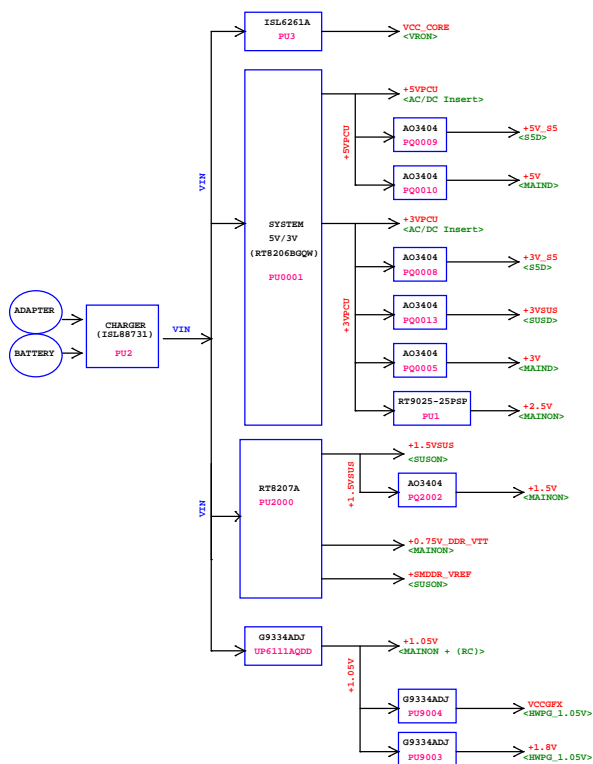 ISL6261A
PU3
VCC_CORE
<VRON>
+5VPCU
<AC/DC Insert>
AO3404
PQ0009
+5V_S5
<S5D>
+5VPCU
AO3404
PQ0010
+5V
<MAIND>
VIN
SYSTEM
5V/3V
(RT8206BGQW)
PU0001
+3VPCU
<AC/DC Insert>
AO3404
PQ0008
+3V_S5
<S5D>
+3VPCU
AO3404
PQ0013
+3VSUS
<SUSD>
AO3404
PQ0005
+3V
<MAIND>
RT9025-25PSP
PU1
+2.5V
<MAINON>
ADAPTER
BATTERY
CHARGER
(ISL88731)
PU2
VIN
VIN
RT8207A
PU2000
+1.5VSUS
<SUSON>
+1.5VSUS
AO3404
PQ2002
+1.5V
<MAINON>
+0.75V_DDR_VTT
<MAINON>
+SMDDR_VREF
<SUSON>
G9334ADJ
UP6111AQDD
+1.05V
<MAINON + (RC)>
+1.05V
G9334ADJ
PU9004
VCCGFX
<HWPG_1.05V>
G9334ADJ
PU9003
+1.8V
<HWPG_1.05V>